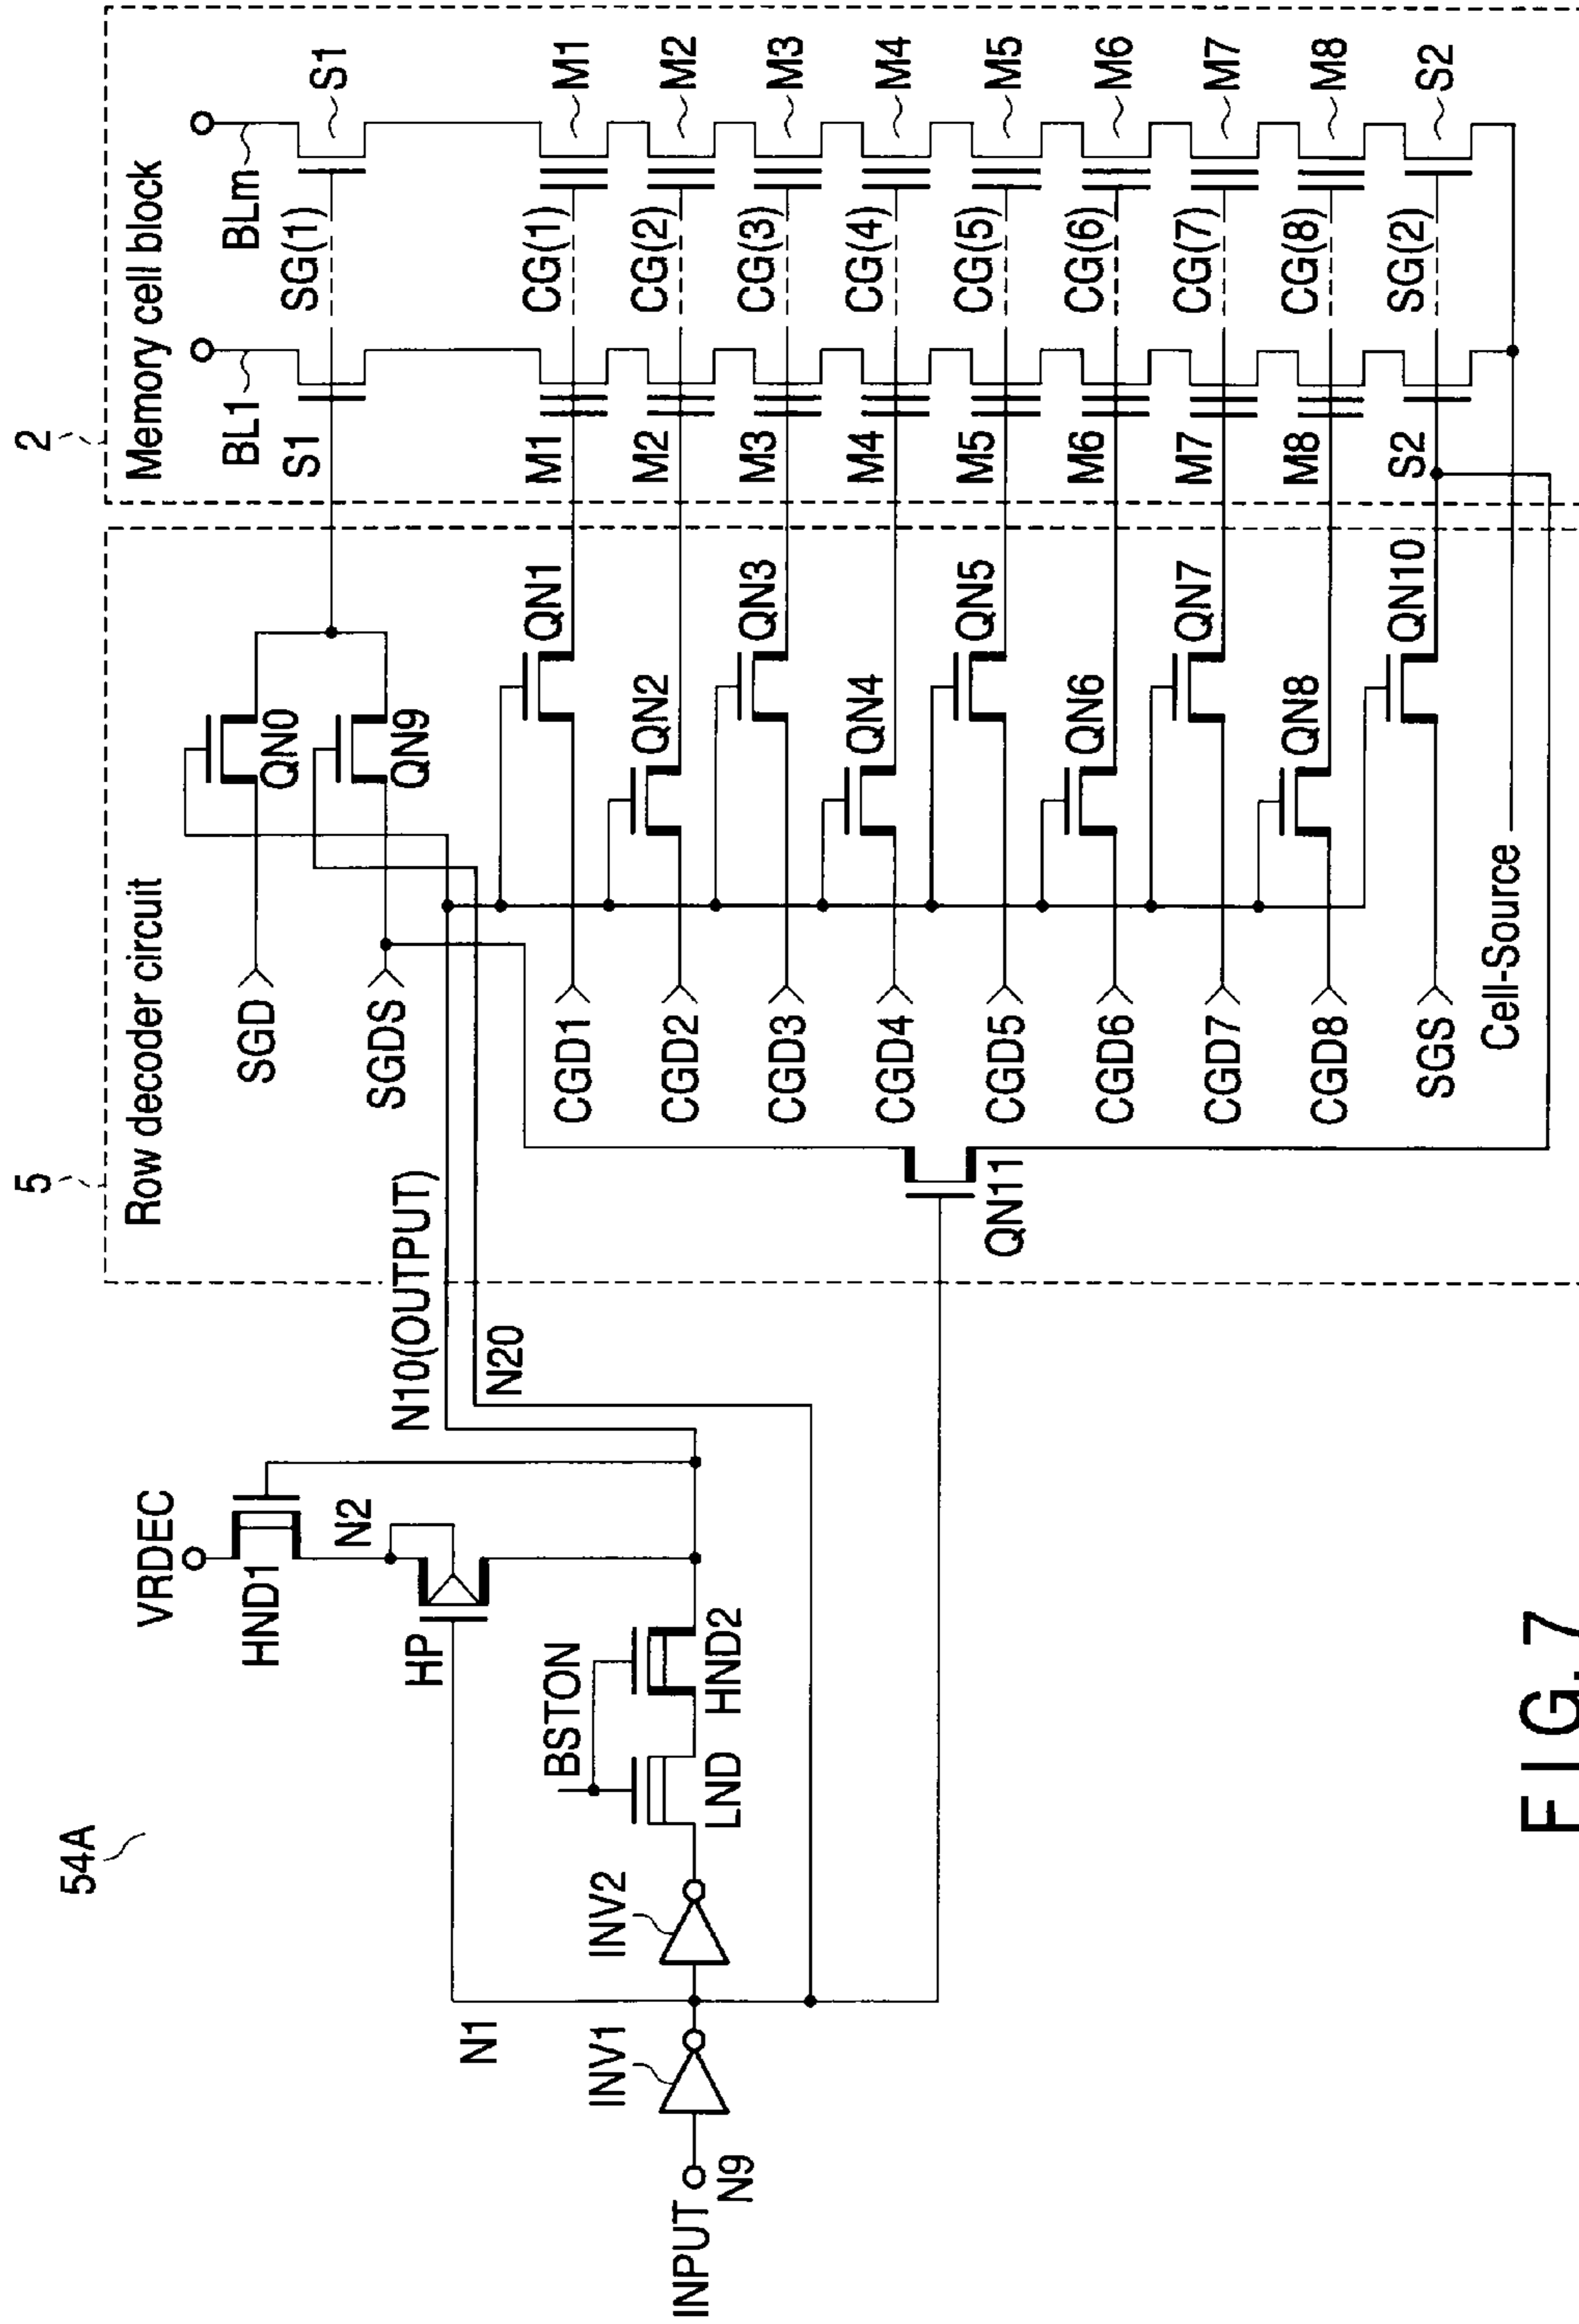 54A
INPUT
N9
INV1
N1
INV2
BSTON
LND
HND2
HP
N2
HND1
VRDEC
N10(OUTPUT)
N20
5
Row decoder circuit
SGD
SGDS
CGD1
CGD2
CGD3
CGD4
CGD5
CGD6
CGD7
CGD8
SGS
Cell-Source
QN11
QN0
QN9
QN1
QN2
QN3
QN4
QN5
QN6
QN7
QN8
QN10
2
Memory cell block
BL1
BLm
S1
SG(1)
S1
M1
CG(1)
M1
M2
CG(2)
M2
M3
CG(3)
M3
M4
CG(4)
M4
M5
CG(5)
M5
M6
CG(6)
M6
M7
CG(7)
M7
M8
CG(8)
M8
S2
SG(2)
S2
FIG. 7